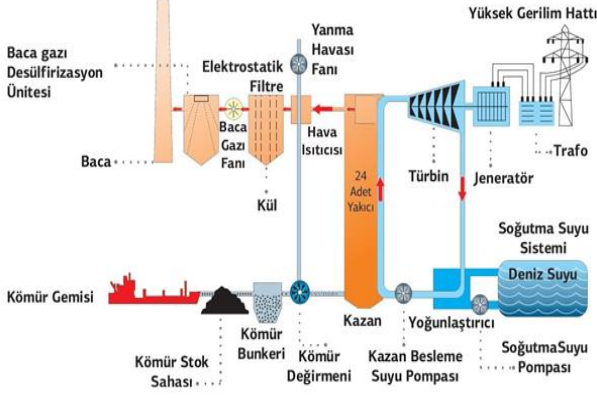 Yüksek Gerilim Hattı
Yanma
Havası
Fanı
Baca gazı
Desülfirizasyon
Ünitesi
Elektrostatik
Filtre
Baca
Baca
Gazı
Fanı
Hava
Isıtıcısı
Kül
24
Adet
Yakıcı
Türbin
Jeneratör
Trafo
Soğutma Suyu
Sistemi
Deniz Suyu
Kömür Gemisi
Kömür Stok
Sahası
Kömür
Bunkeri
Kömür
Değirmeni
Kazan
Kazan Besleme
Suyu Pompası
Yoğunlaştırıcı
SoğutmaSuyu
Pompası